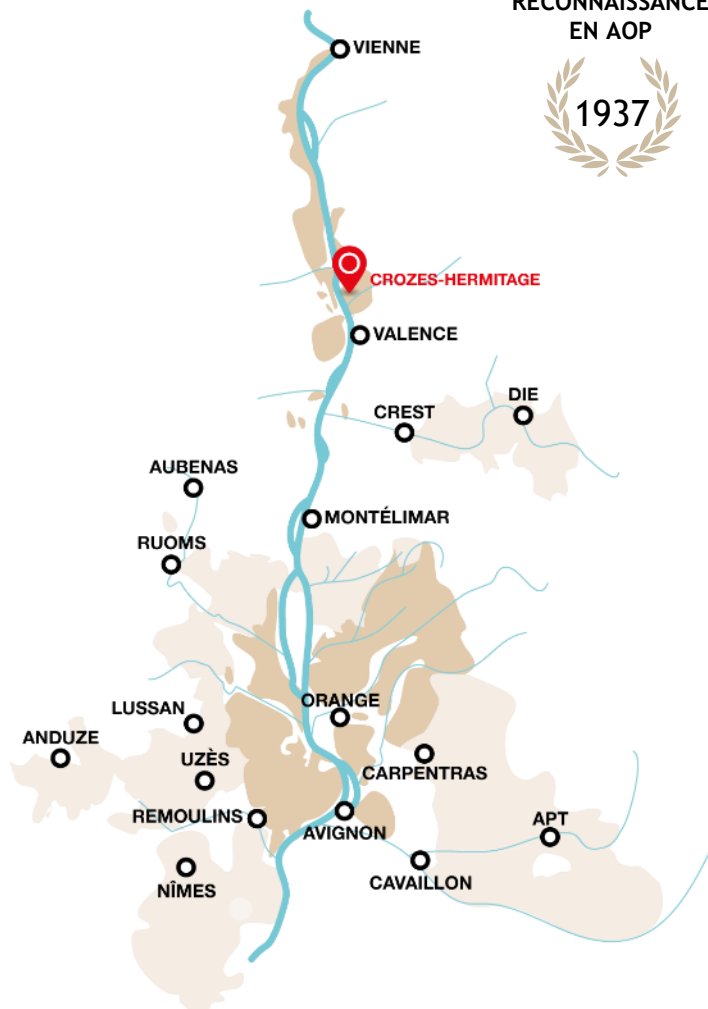 RECONNAISSANCE
EN AOP
1937
VIENNE
CROZES-HERMITAGE
VALENCE
DIE
CREST
AUBENAS
MONTÉLIMAR
RUOMS
ORANGE
LUSSAN
ANDUZE
UZÈS
CARPENTRAS
REMOULINS
AVIGNON
APT
CAVAILLON
NÎMES